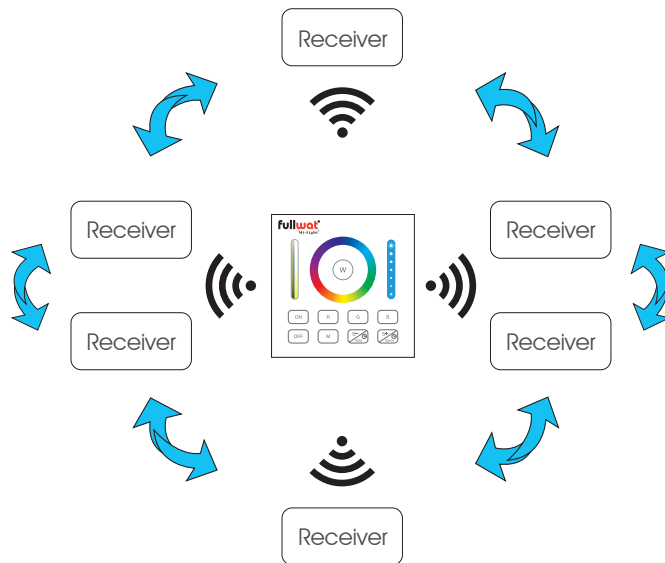 Receiver
Receiver
Receiver
fullwat
Mi-Light
W
ON R G B
OFF M
Receiver
Receiver
Receiver